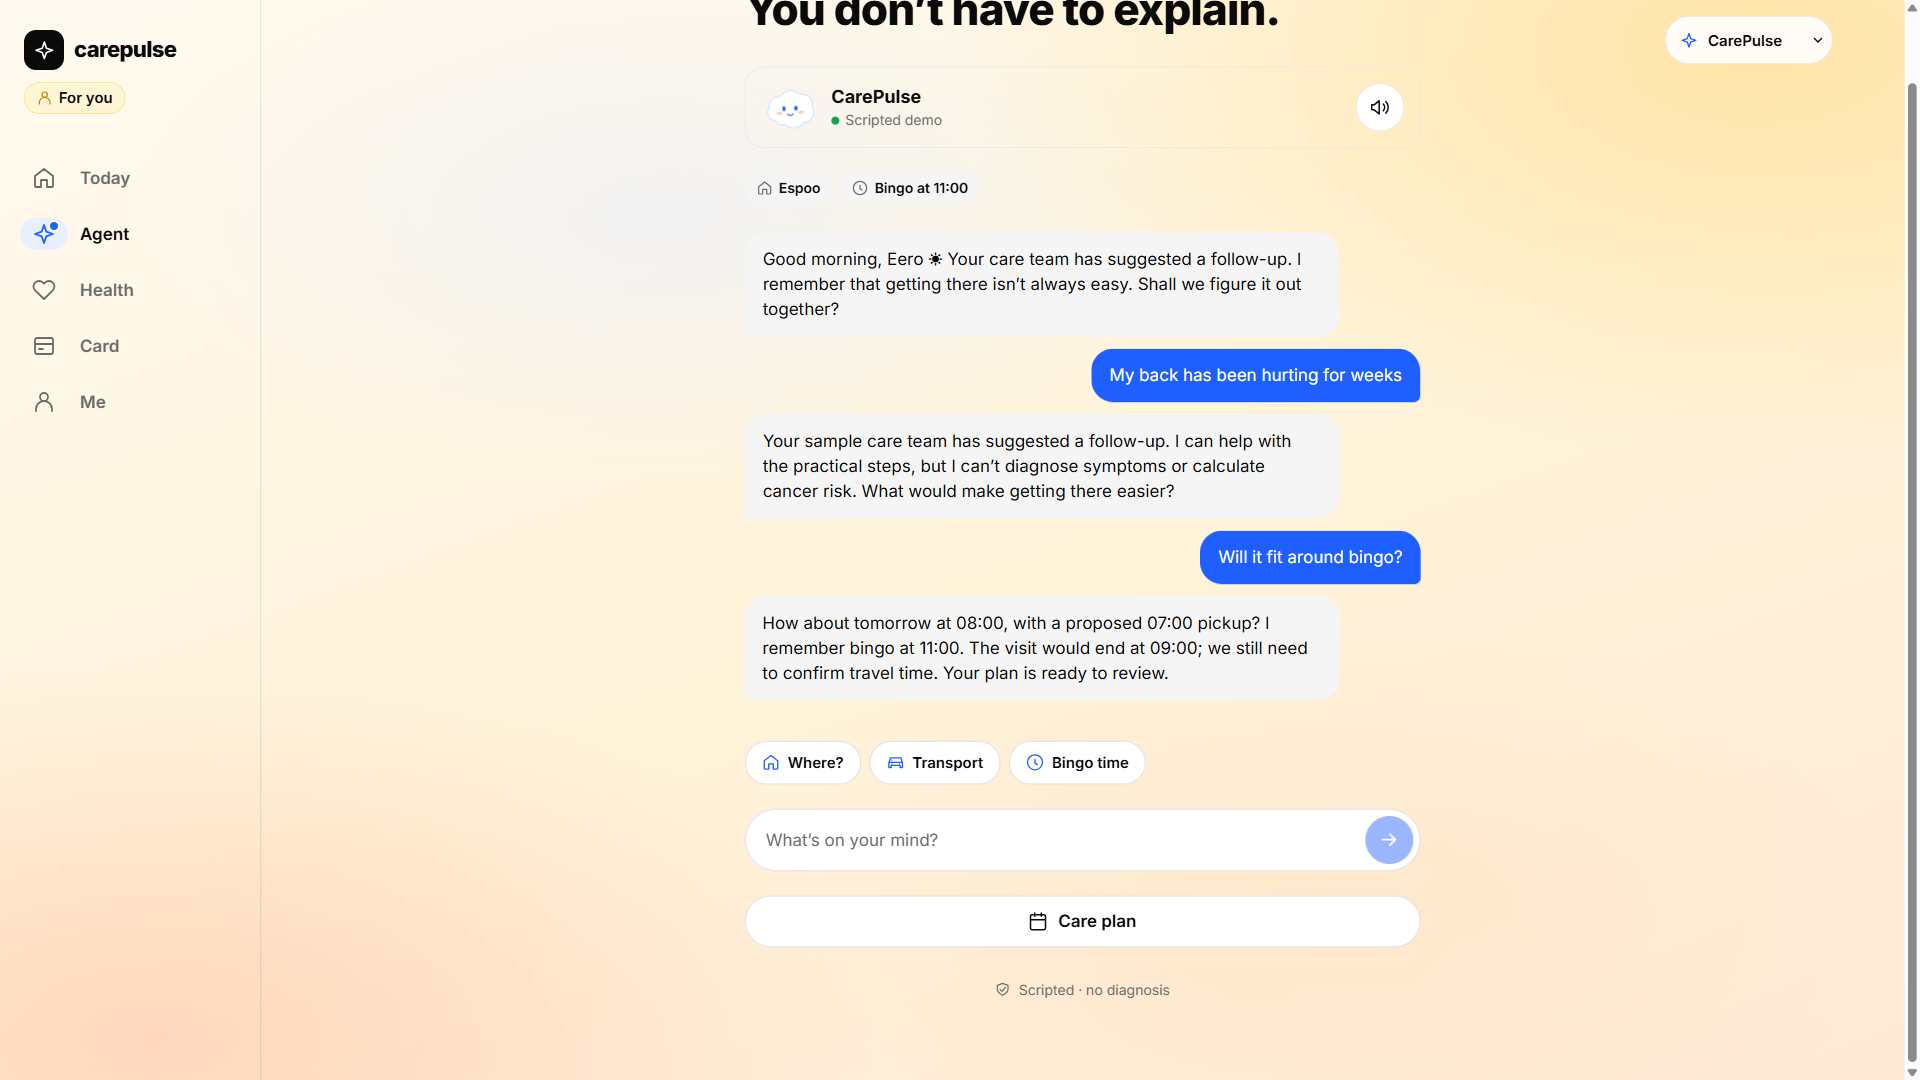 You don't have to explain.
carepulse
For you
Today
Agent
Health
Card
Me
CarePulse
CarePulse
Scripted demo
Espoo
Bingo at 11:00
Good morning, Eero ☀ Your care team has suggested a follow-up. I
remember that getting there isn't always easy. Shall we figure it out
together?
My back has been hurting for weeks
Your sample care team has suggested a follow-up. I can help with
the practical steps, but I can't diagnose symptoms or calculate
cancer risk. What would make getting there easier?
Will it fit around bingo?
How about tomorrow at 08:00, with a proposed 07:00 pickup? I
remember bingo at 11:00. The visit would end at 09:00; we still need
to confirm travel time. Your plan is ready to review.
Where?
Transport
Bingo time
What's on your mind?
Care plan
Scripted · no diagnosis